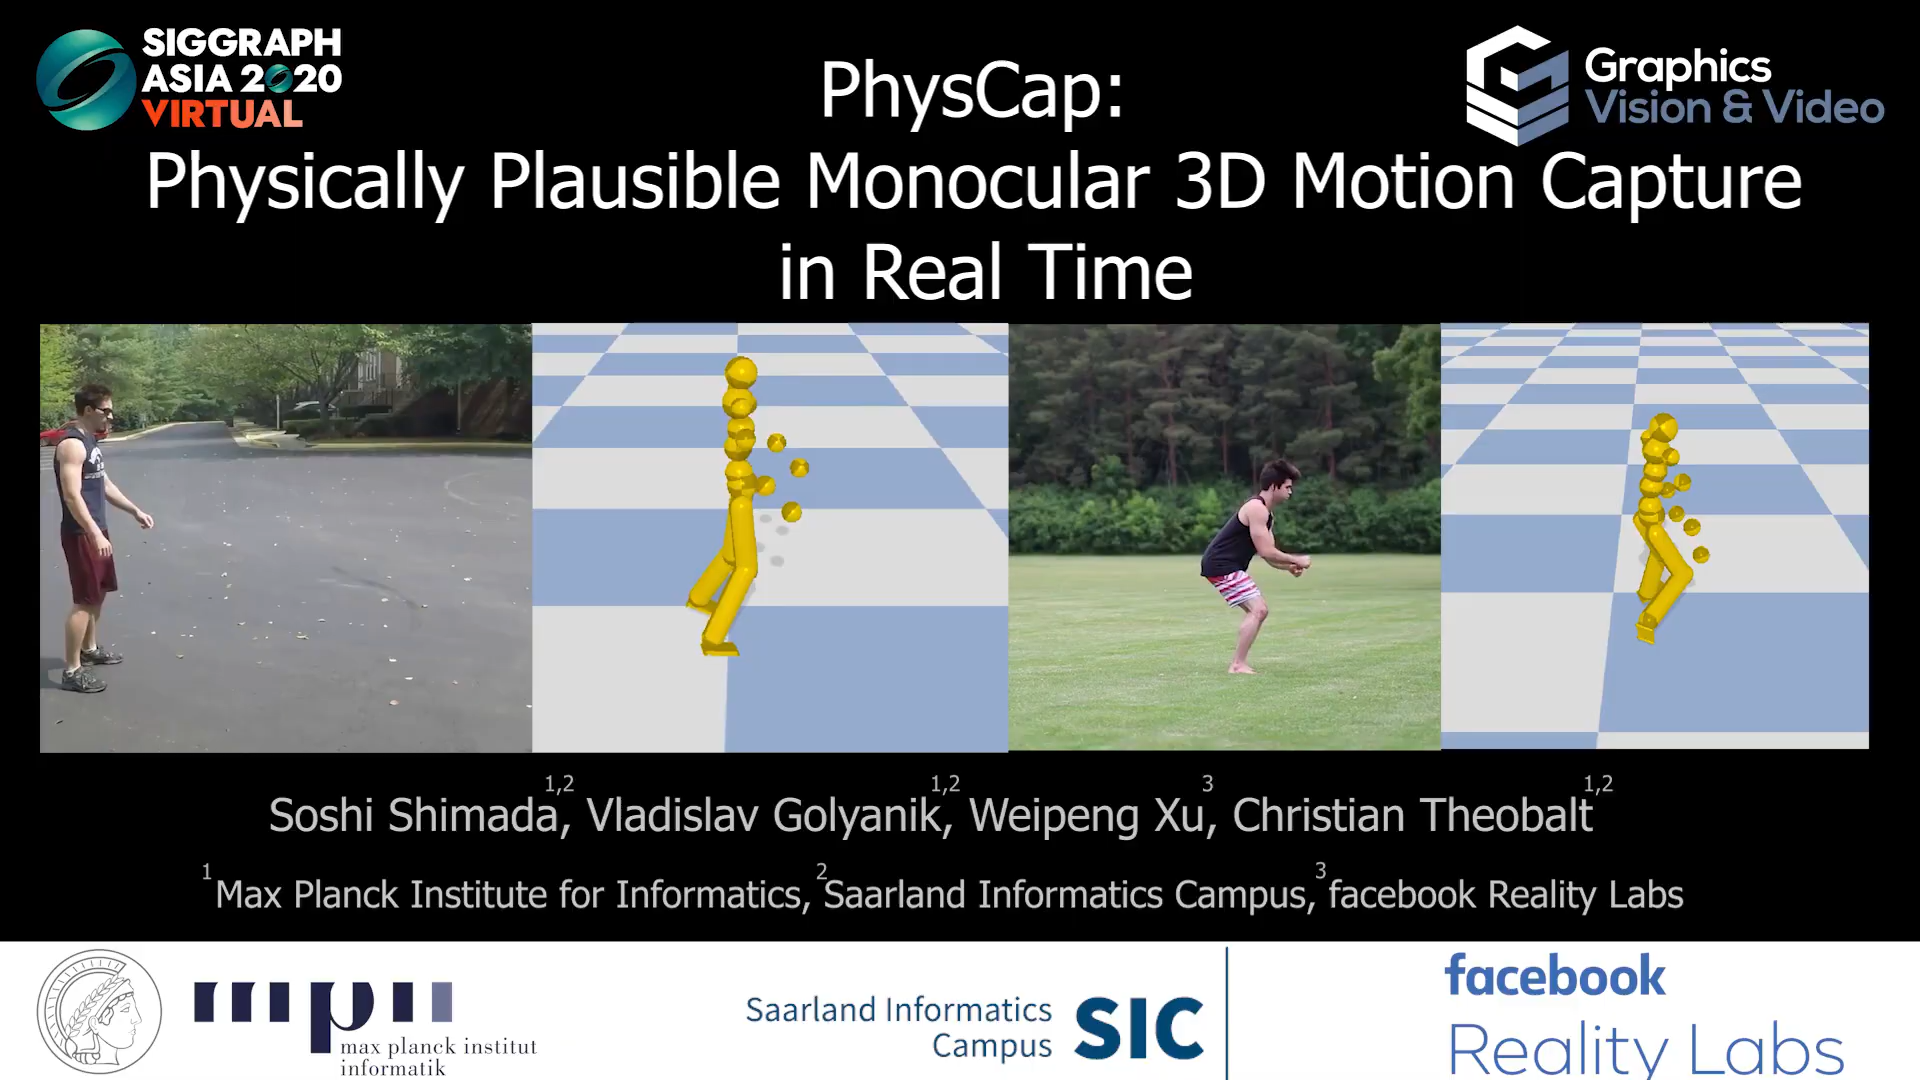 SIGGRAPH
ASIA 2020
VIRTUAL
Graphics
Vision & Video
PhysCap:
Physically Plausible Monocular 3D Motion Capture
in Real Time
Soshi Shimada,1,2 Vladislav Golyanik,1,2 Weipeng Xu,3 Christian Theobalt1,2
1Max Planck Institute for Informatics, 2Saarland Informatics Campus, 3facebook Reality Labs
mpii
max planck institut
informatik
Saarland Informatics
Campus
SIC
facebook
Reality Labs